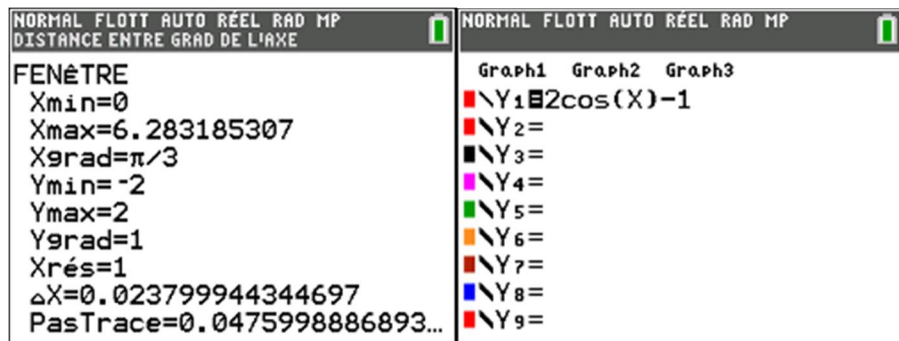 NORMAL FLOTT AUTO RÉEL RAD MP
DISTANCE ENTRE GRAD DE L'AXE
FENÊTRE
Xmin=0
Xmax=6.283185307
Xgrad=π/3
Ymin=-2
Ymax=2
Ygrad=1
Xrés=1
△X=0.023799944344697
PasTrace=0.0475998886893…
NORMAL FLOTT AUTO RÉEL RAD MP
Graph1 Graph2 Graph3
\Y1=2cos(X)-1
\Y2=
\Y3=
\Y4=
\Y5=
\Y6=
\Y7=
\Y8=
\Y9=